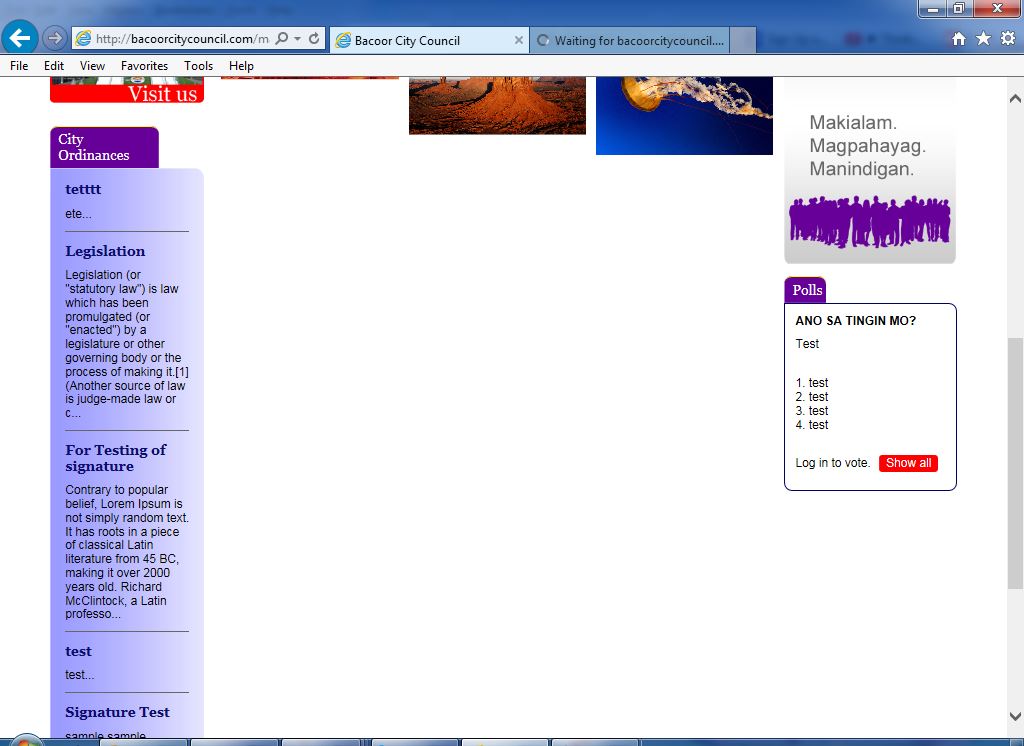 http://bacoorcitycouncil.com/m
Bacoor City Council
Waiting for bacoorcitycouncil....
File Edit View Favorites Tools Help
Visit us
City
Ordinances
tetttt
ete...
Legislation
Legislation (or
"statutory law") is law
which has been
promulgated (or
"enacted") by a
legislature or other
governing body or the
process of making it.[1]
(Another source of law
is judge-made law or
c...
For Testing of
signature
Contrary to popular
belief, Lorem Ipsum is
not simply random text.
It has roots in a piece
of classical Latin
literature from 45 BC,
making it over 2000
years old. Richard
McClintock, a Latin
professo...
test
test...
Signature Test
sample sample
Makialam.
Magpahayag.
Manindigan.
Polls
ANO SA TINGIN MO?
Test
1. test
2. test
3. test
4. test
Log in to vote. Show all